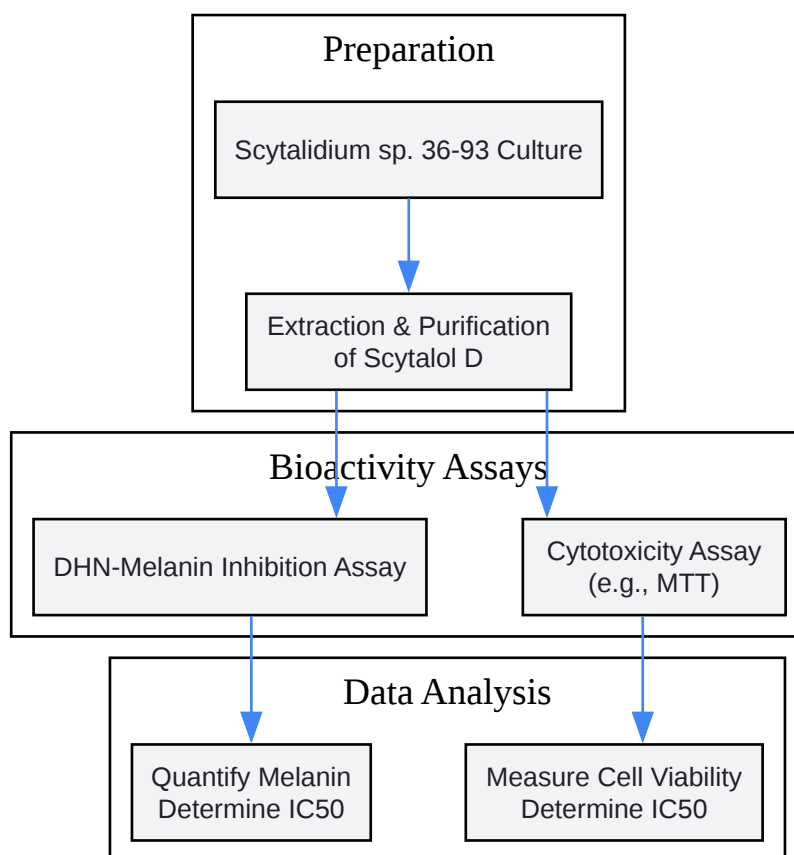 Preparation
Scytalidium sp. 36-93 Culture
Extraction & Purification
of Scytalol D
Bioactivity Assays
DHN-Melanin Inhibition Assay
Cytotoxicity Assay
(e.g., MTT)
Data Analysis
Quantify Melanin
Determine IC50
Measure Cell Viability
Determine IC50